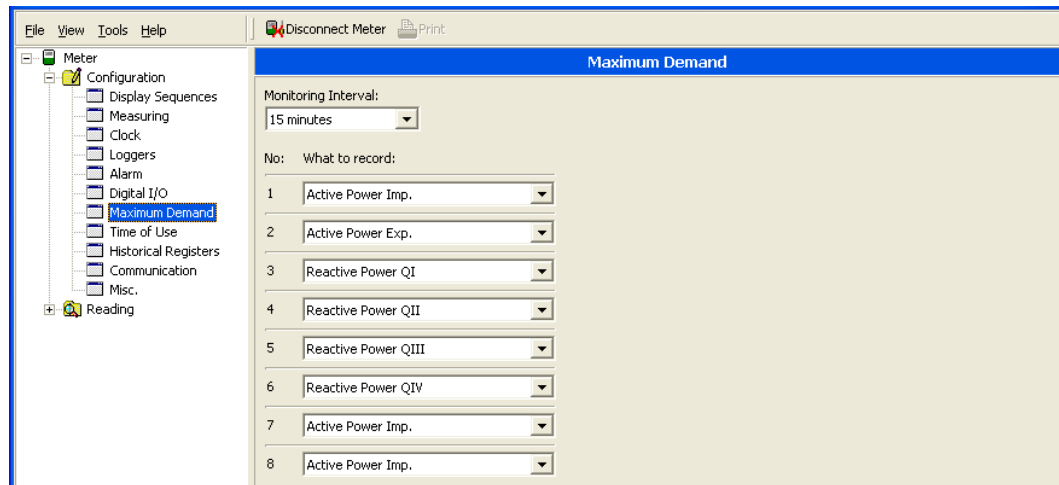 File View Tools Help Disconnect Meter Print
Meter
Configuration
Display Sequences
Measuring
Clock
Loggers
Alarm
Digital I/O
Maximum Demand
Time of Use
Historical Registers
Communication
Misc.
Reading
Maximum Demand
Monitoring Interval:
15 minutes
No: What to record:
1 Active Power Imp.
2 Active Power Exp.
3 Reactive Power QI
4 Reactive Power QII
5 Reactive Power QIII
6 Reactive Power QIV
7 Active Power Imp.
8 Active Power Imp.